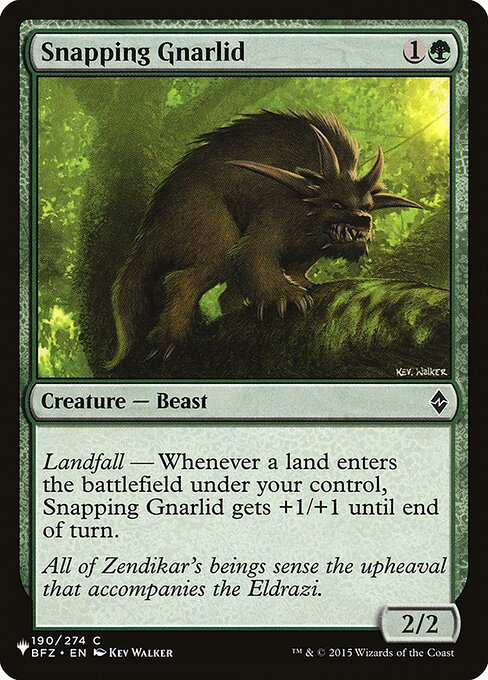 Snapping Gnarlid 1
KEV. WALKER
Creature — Beast
Landfall — Whenever a land enters
the battlefield under your control,
Snapping Gnarlid gets +1/+1 until end
of turn.
All of Zendikar's beings sense the upheaval
that accompanies the Eldrazi.
2/2
190/274 C
BFZ • EN Kev Walker
™ & © 2015 Wizards of the Coast